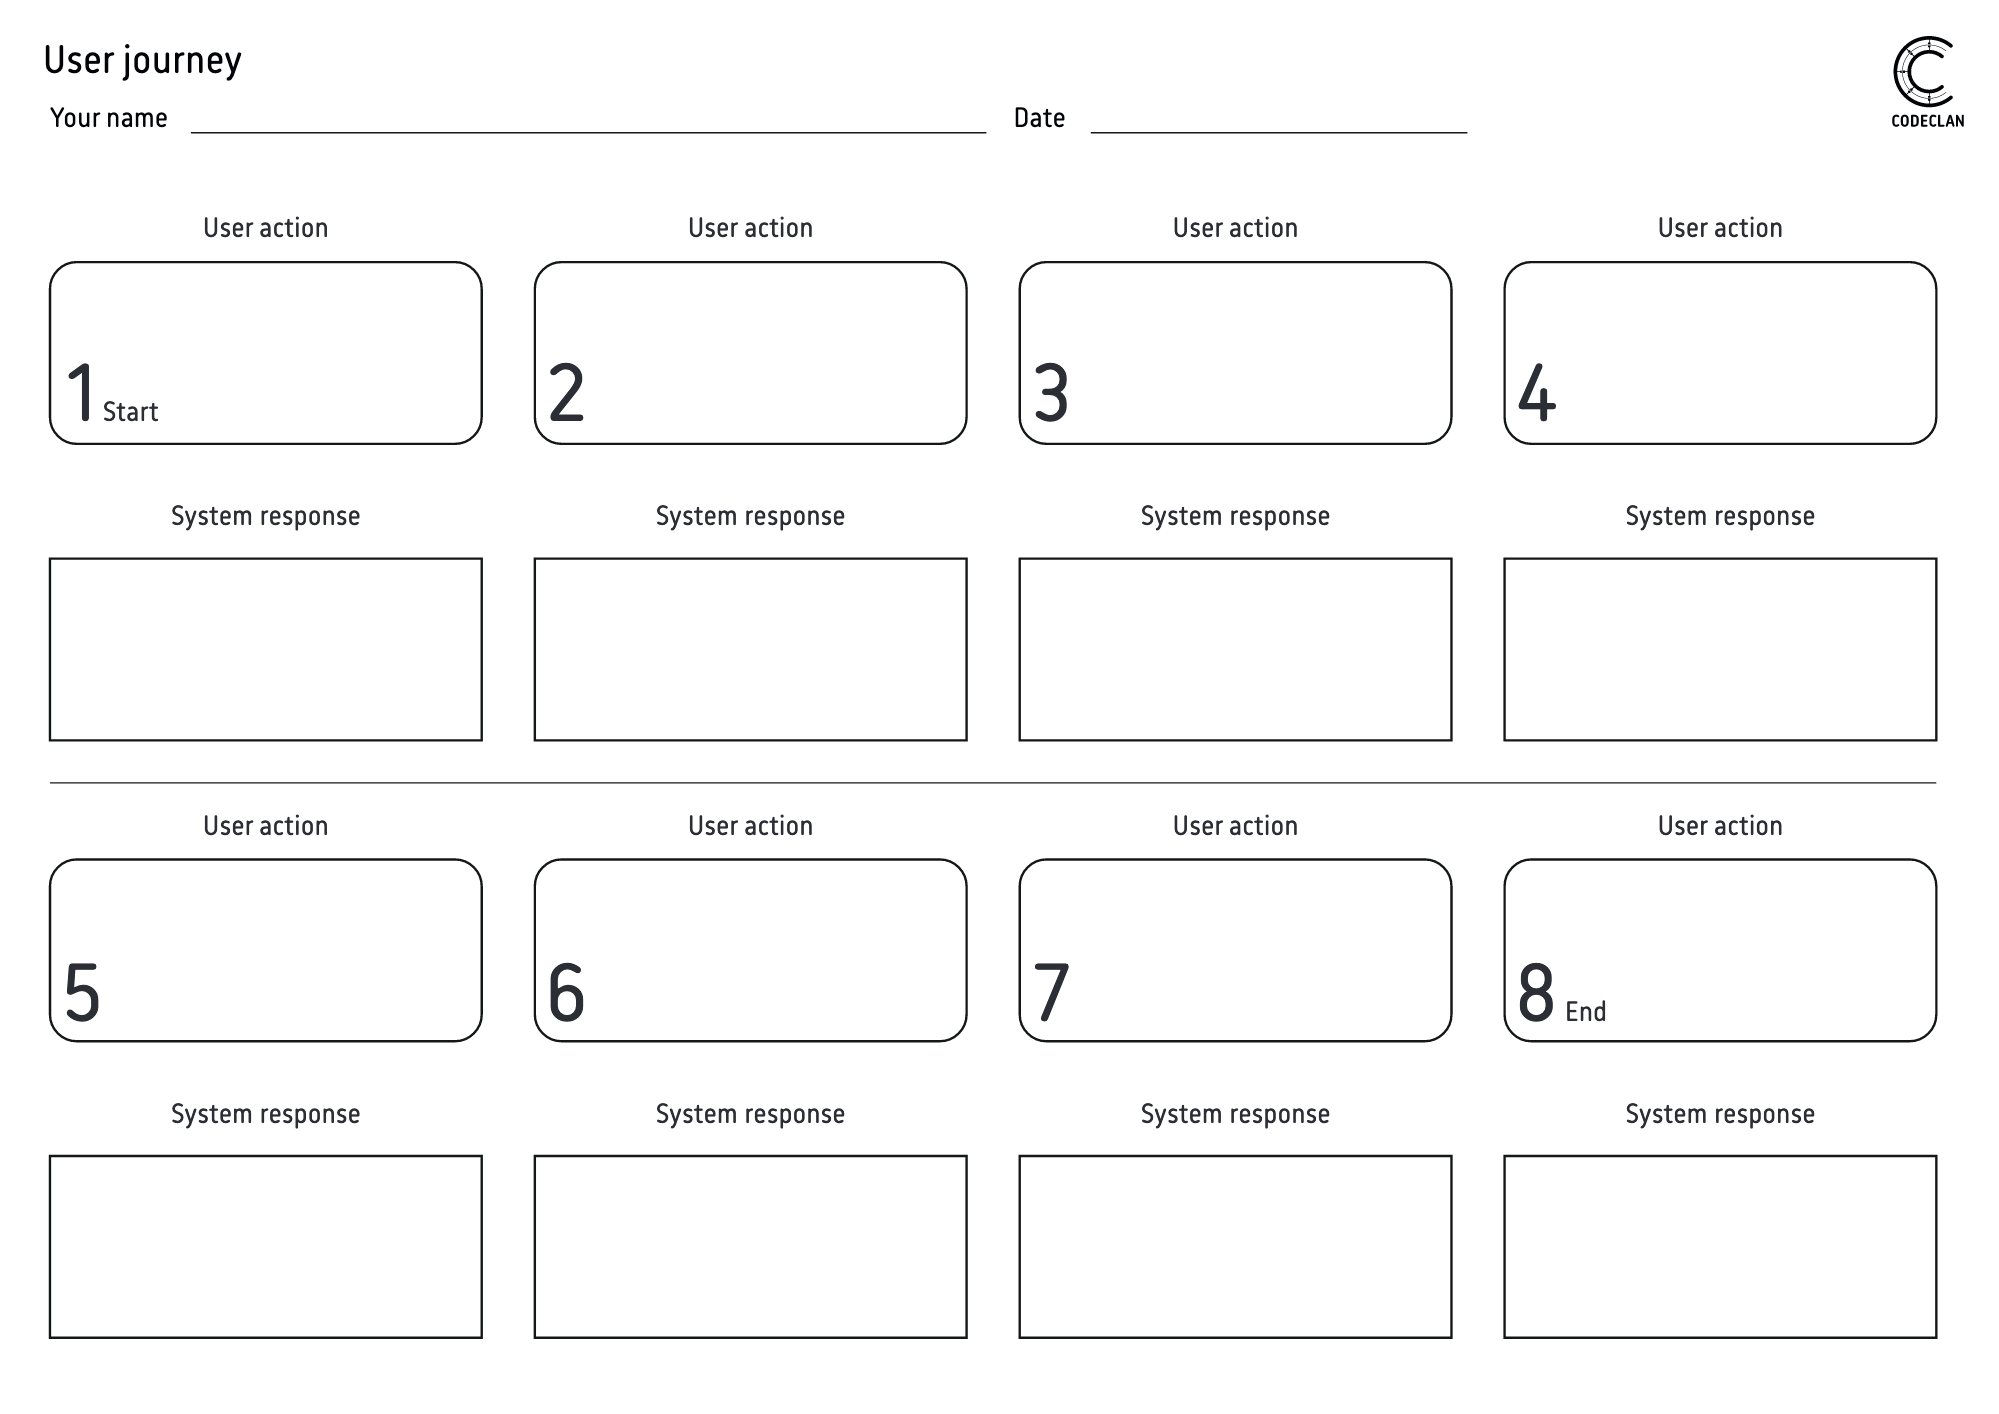 User journey
Your name Date
CODECLAN
User action User action User action User action
1 Start 2 3 4
System response System response System response System response
User action User action User action User action
5 6 7 8 End
System response System response System response System response